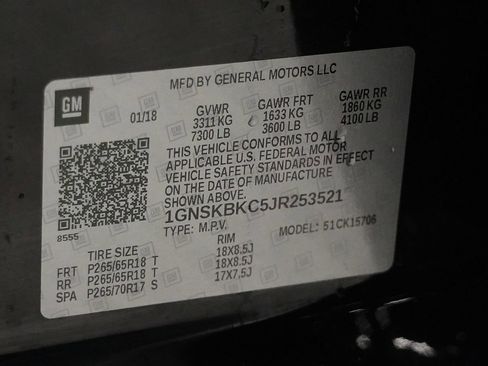 MFD BY GENERAL MOTORS LLC
GM
01/18
GVWR GAWR FRT GAWR RR
3311 KG 1633 KG 1860 KG
7300 LB 3600 LB 4100 LB
THIS VEHICLE CONFORMS TO ALL
APPLICABLE U.S. FEDERAL MOTOR
VEHICLE SAFETY STANDARDS IN EFFECT
ON THE DATE OF MANUFACTURE
SHOWN ABOVE.
1GNSKBKC5JR253521
8555
TYPE: M.P.V. MODEL: 51CK15706
TIRE SIZE RIM
FRT P265/65R18 T 18X8.5J
RR P265/65R18 T 18X8.5J
SPA P265/70R17 S 17X7.5J